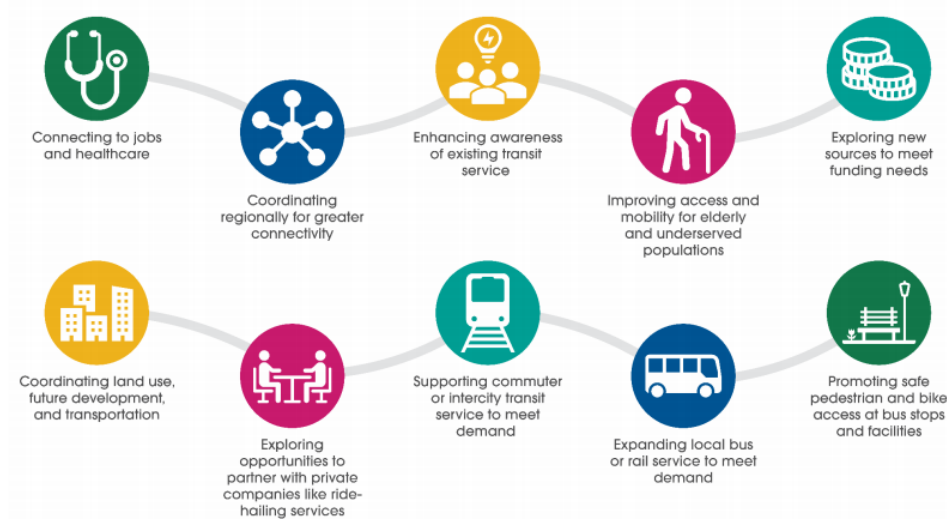 Connecting to jobs
and healthcare
Coordinating
regionally for greater
connectivity
Enhancing awareness
of existing transit
service
Improving access and
mobility for elderly
and underserved
populations
Exploring new
sources to meet
funding needs
Coordinating land use,
future development,
and transportation
Exploring
opportunities to
partner with private
companies like ride-
hailing services
Supporting commuter
or intercity transit
service to meet
demand
Expanding local bus
or rail service to meet
demand
Promoting safe
pedestrian and bike
access at bus stops
and facilities